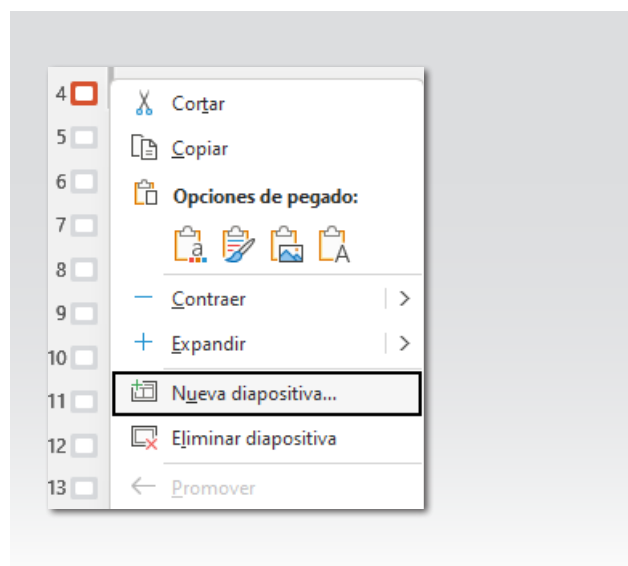 4
Cortar
5
Copiar
6
Opciones de pegado:
7
8
9
Contraer
10
Expandir
11
Nueva diapositiva...
12
Eliminar diapositiva
13
Promover